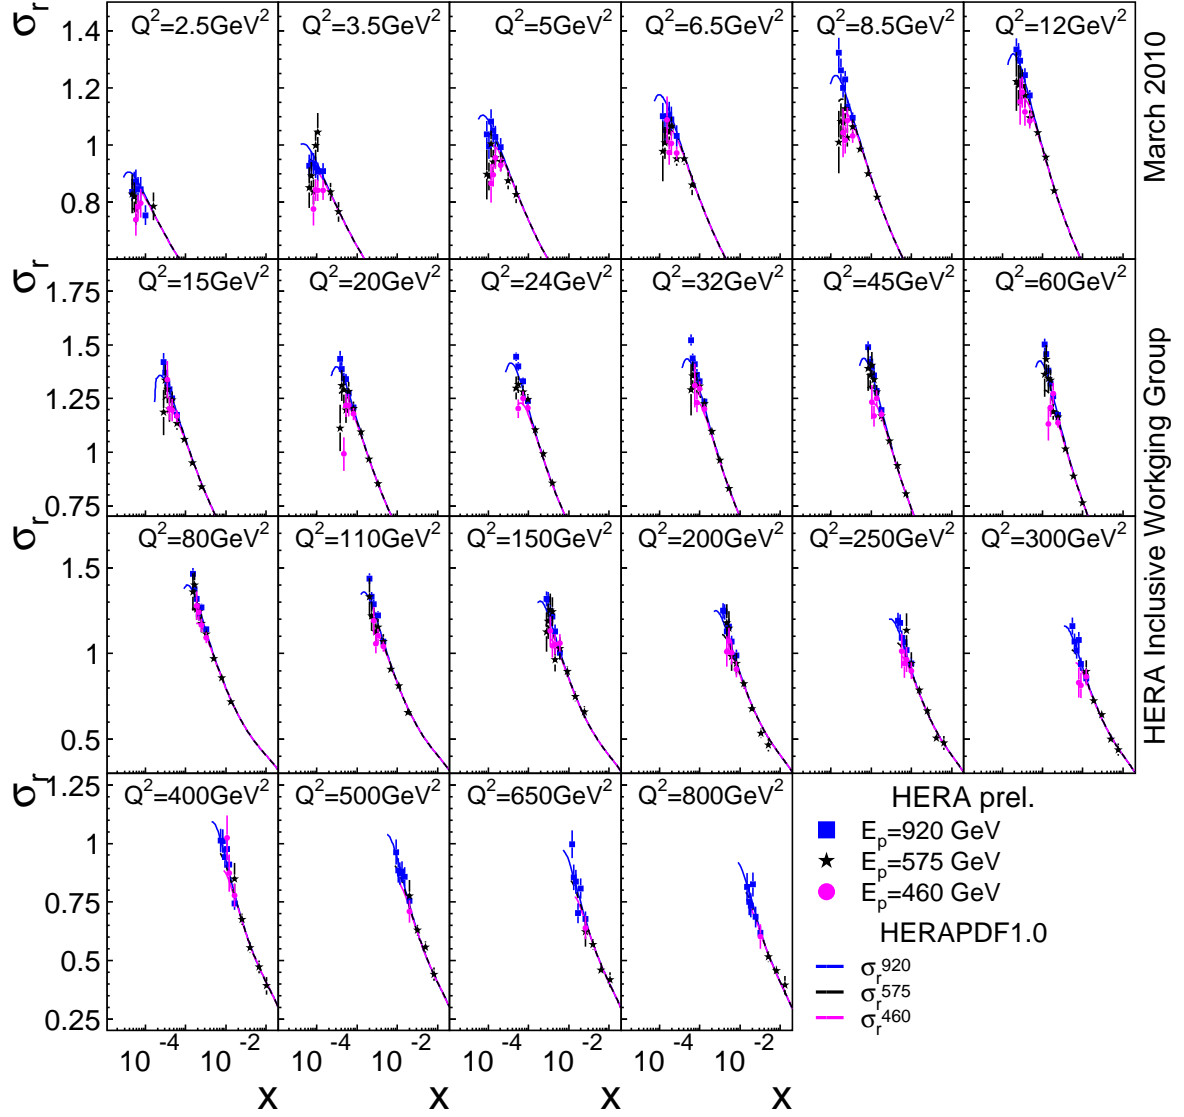 σr Q²=2.5GeV² Q²=3.5GeV² Q²=5GeV² Q²=6.5GeV² Q²=8.5GeV² Q²=12GeV²
1.4
1.2
1
0.8
March 2010
σr Q²=15GeV² Q²=20GeV² Q²=24GeV² Q²=32GeV² Q²=45GeV² Q²=60GeV²
1.75
1.5
1.25
1
0.75
HERA Inclusive Workging Group
σr Q²=80GeV² Q²=110GeV² Q²=150GeV² Q²=200GeV² Q²=250GeV² Q²=300GeV²
1.5
1
0.5
σr Q²=400GeV² Q²=500GeV² Q²=650GeV² Q²=800GeV²
1.25
1
0.75
0.5
0.25
HERA prel.
E_p=920 GeV
E_p=575 GeV
E_p=460 GeV
HERAPDF1.0
σr⁹²⁰
σr⁵⁷⁵
σr⁴⁶⁰
10⁻⁴ 10⁻² 10⁻⁴ 10⁻² 10⁻⁴ 10⁻² 10⁻⁴ 10⁻²
x x x x